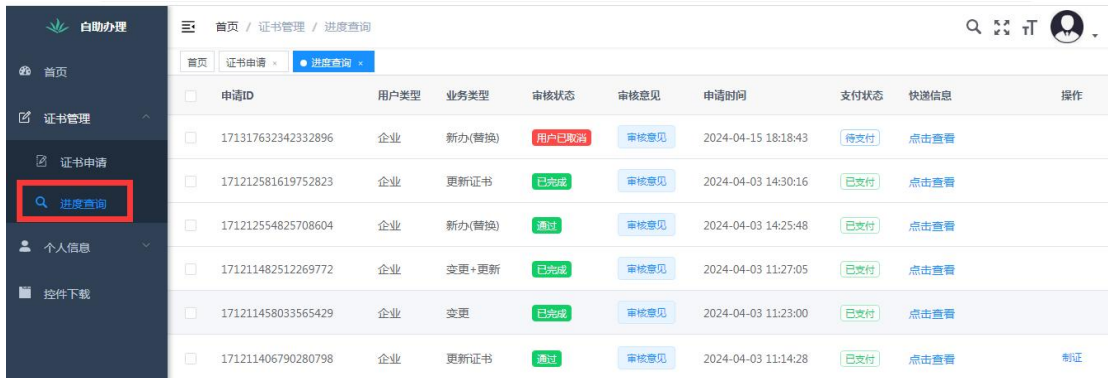 自助办理
首页 / 证书管理 / 进度查询
首页 证书申请 × 进度查询 ×
首页
证书管理
证书申请
进度查询
个人信息
控件下载
申请ID 用户类型 业务类型 审核状态 审核意见 申请时间 支付状态 快递信息 操作
171317632342332896 企业 新办(替换) 用户已取消 审核意见 2024-04-15 18:18:43 待支付 点击查看
171212581619752823 企业 更新证书 已完成 审核意见 2024-04-03 14:30:16 已支付 点击查看
171212554825708604 企业 新办(替换) 通过 审核意见 2024-04-03 14:25:48 已支付 点击查看
171211482512269772 企业 变更+更新 已完成 审核意见 2024-04-03 11:27:05 已支付 点击查看
171211458033565429 企业 变更 已完成 审核意见 2024-04-03 11:23:00 已支付 点击查看
171211406790280798 企业 更新证书 通过 审核意见 2024-04-03 11:14:28 已支付 点击查看 制证